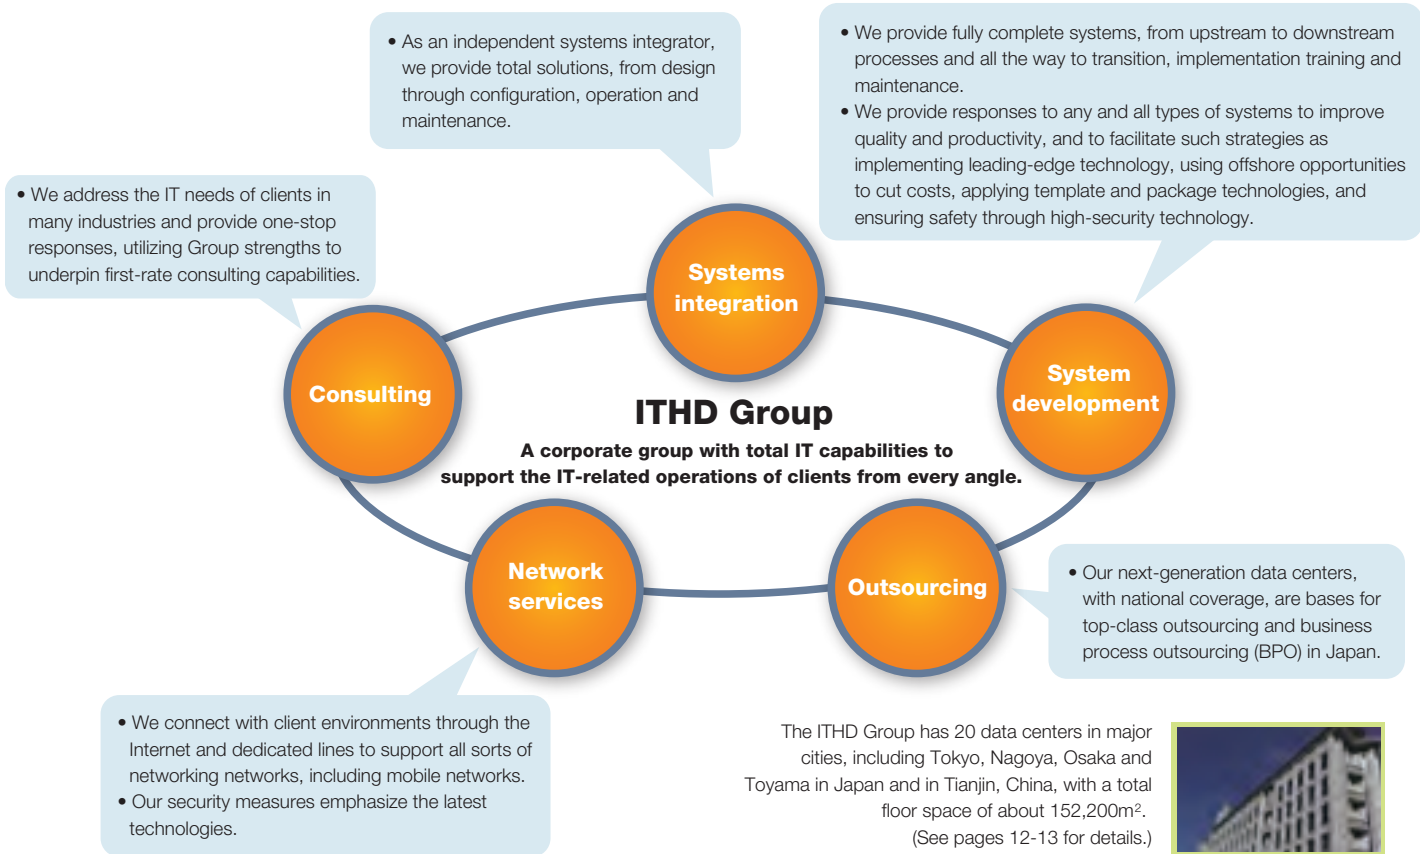 • As an independent systems integrator,
we provide total solutions, from design
through configuration, operation and
maintenance.
• We provide fully complete systems, from upstream to downstream
processes and all the way to transition, implementation training and
maintenance.
• We provide responses to any and all types of systems to improve
quality and productivity, and to facilitate such strategies as
implementing leading-edge technology, using offshore opportunities
to cut costs, applying template and package technologies, and
ensuring safety through high-security technology.
• We address the IT needs of clients in
many industries and provide one-stop
responses, utilizing Group strengths to
underpin first-rate consulting capabilities.
Systems
integration
Consulting
System
development
ITHD Group
A corporate group with total IT capabilities to
support the IT-related operations of clients from every angle.
Network
services
Outsourcing
• Our next-generation data centers,
with national coverage, are bases for
top-class outsourcing and business
process outsourcing (BPO) in Japan.
• We connect with client environments through the
Internet and dedicated lines to support all sorts of
networking networks, including mobile networks.
• Our security measures emphasize the latest
technologies.
The ITHD Group has 20 data centers in major
cities, including Tokyo, Nagoya, Osaka and
Toyama in Japan and in Tianjin, China, with a total
floor space of about 152,200m².
(See pages 12-13 for details.)